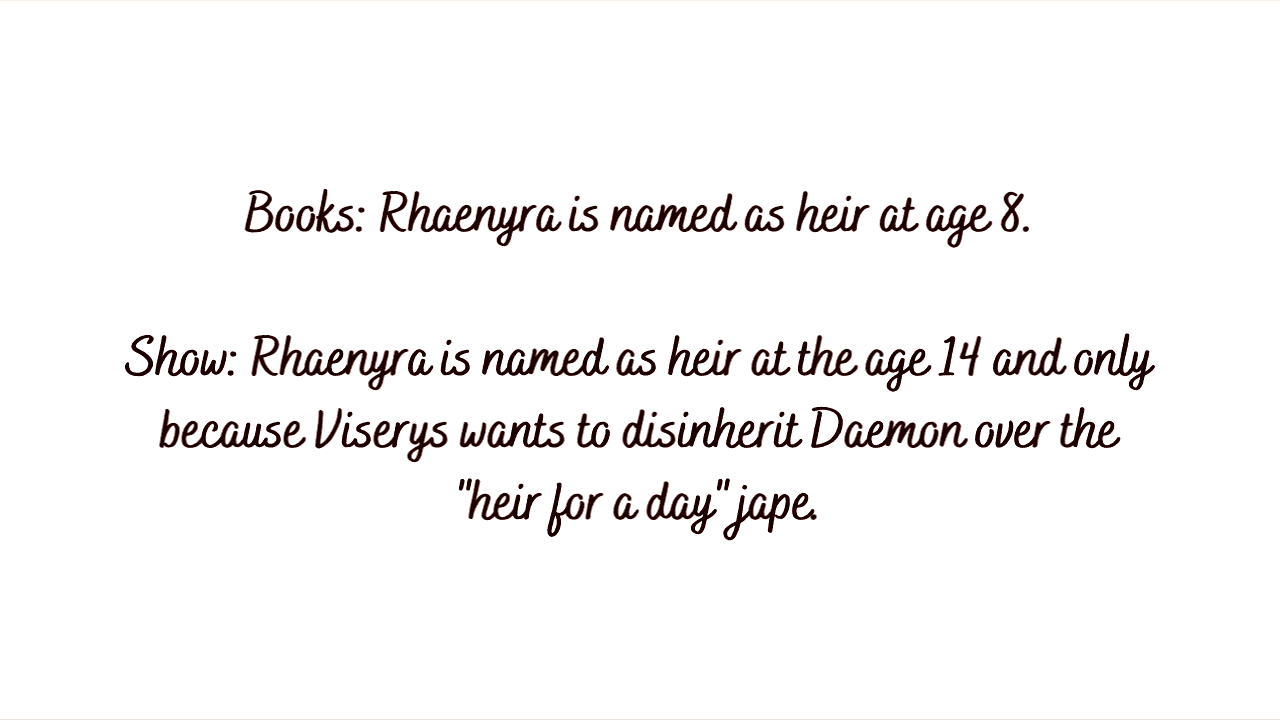 Books: Rhaenyra is named as heir at age 8.
Show: Rhaenyra is named as heir at the age 14 and only
because Viserys wants to disinherit Daemon over the
"heir for a day" jape.